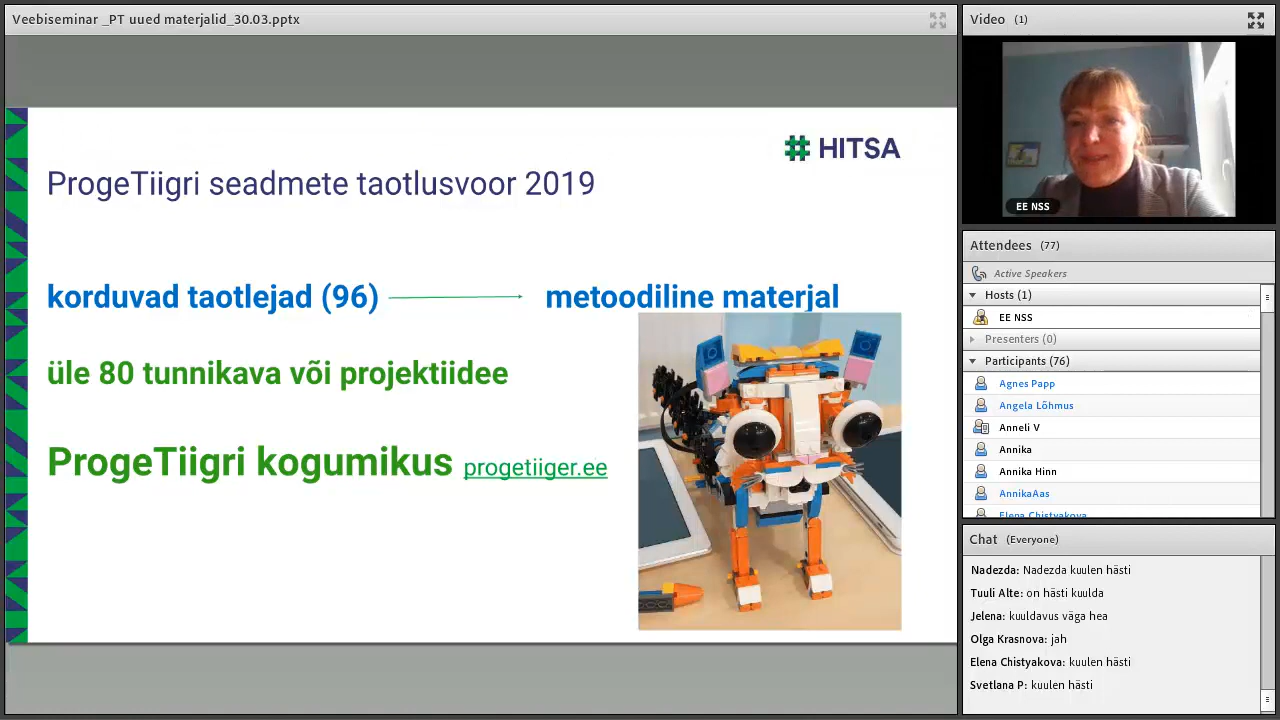 Veebiseminar _PT uued materjalid_30.03.pptx
HITSA
ProgeTiigri seadmete taotlusvoor 2019
korduvad taotlejad (96)
metoodiline materjal
üle 80 tunnikava või projektiidee
ProgeTiigri kogumikus progetiiger.ee
Video (1)
EE NSS
Attendees (77)
Active Speakers
Hosts (1)
EE NSS
Presenters (0)
Participants (76)
Agnes Papp
Angela Lõhmus
Anneli V
Annika
Annika Hinn
AnnikaAas
Elena Chistyakova
Chat (Everyone)
Nadezda: Nadezda kuulen hästi
Tuuli Alte: on hästi kuulda
Jelena: kuuldavus väga hea
Olga Krasnova: jah
Elena Chistyakova: kuulen hästi
Svetlana P: kuulen hästi